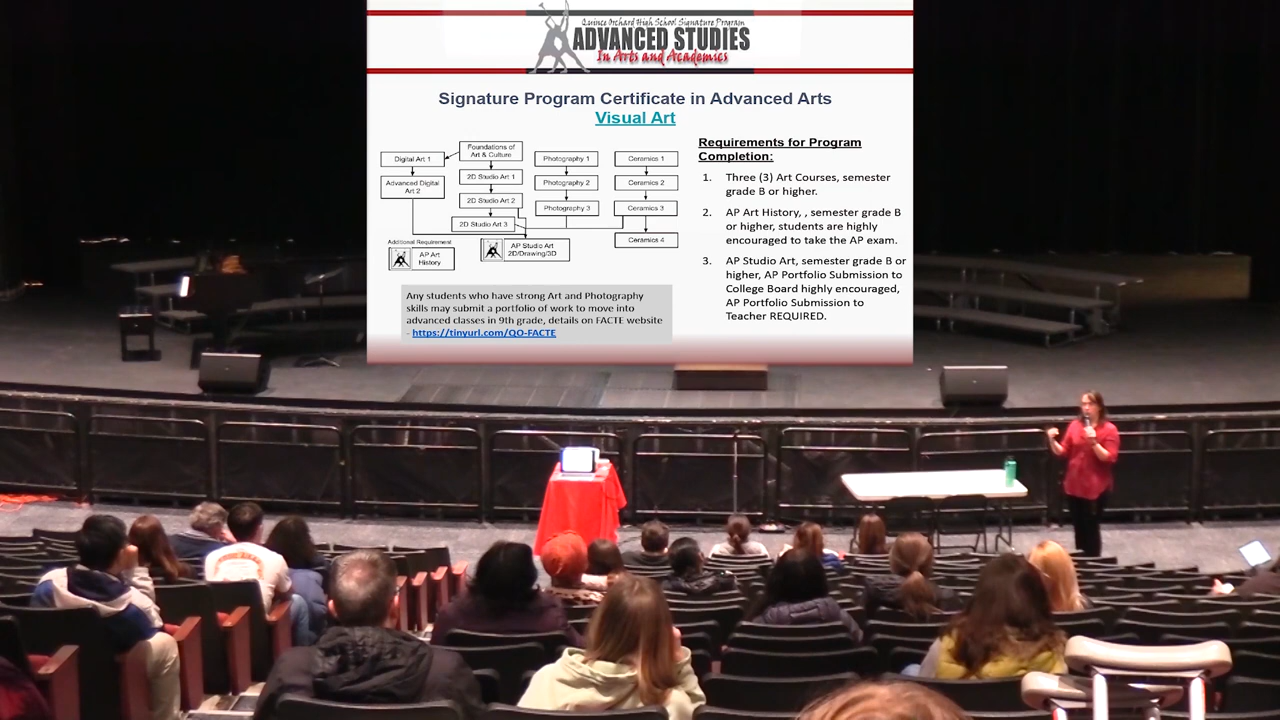 Quince Orchard High School Signature Program
ADVANCED STUDIES
In Arts and Academics
Signature Program Certificate in Advanced Arts
Visual Art
Digital Art 1
Advanced Digital
Art 2
Foundations of
Art & Culture
2D Studio Art 1
2D Studio Art 2
2D Studio Art 3
Photography 1
Photography 2
Photography 3
Ceramics 1
Ceramics 2
Ceramics 3
Ceramics 4
Additional Requirement
AP Art
History
AP Studio Art
2D/Drawing/3D
Any students who have strong Art and Photography
skills may submit a portfolio of work to move into
advanced classes in 9th grade, details on FACTE website
- https://tinyurl.com/QO-FACTE
Requirements for Program
Completion:
1. Three (3) Art Courses, semester
grade B or higher.
2. AP Art History, , semester grade B
or higher, students are highly
encouraged to take the AP exam.
3. AP Studio Art, semester grade B or
higher, AP Portfolio Submission to
College Board highly encouraged,
AP Portfolio Submission to
Teacher REQUIRED.